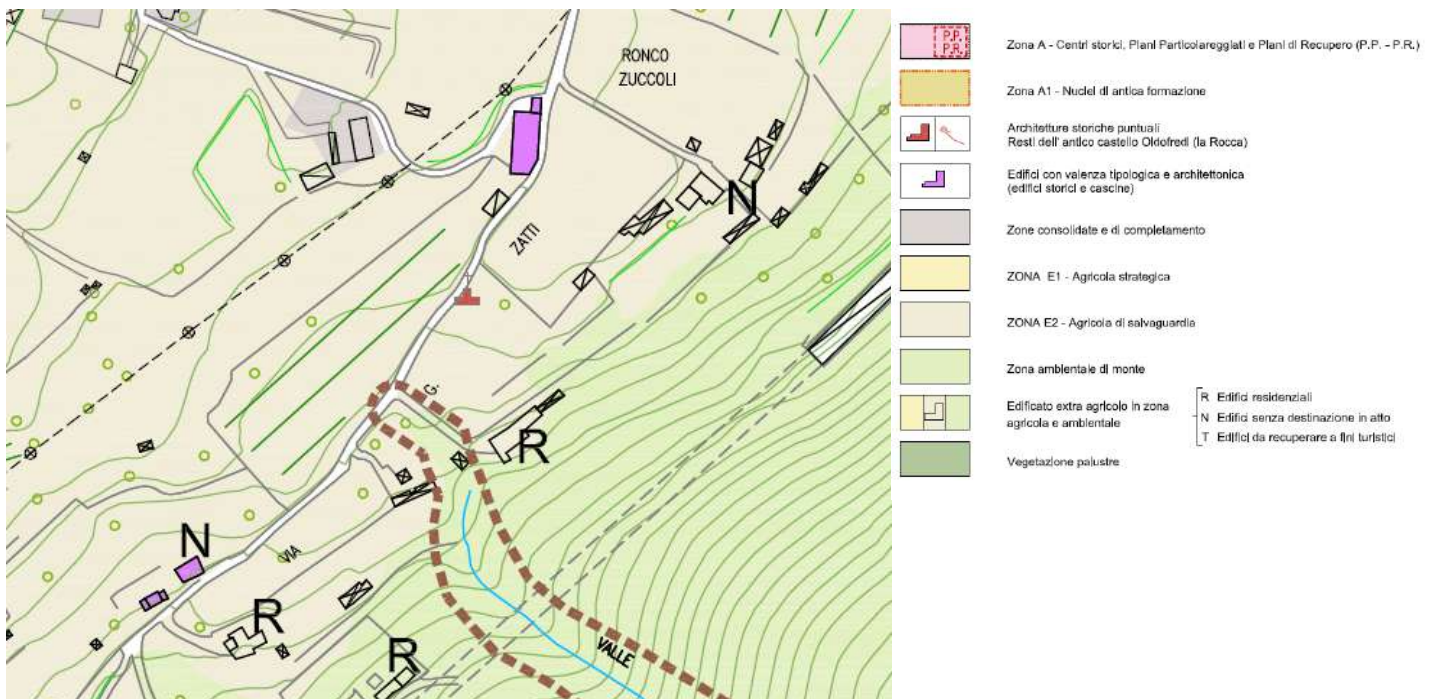 RONCO
ZUCCOLI
N
ZATTI
G.
R
N
VIA
R
R
VALLE
P.P.
P.R.
Zona A - Centri storici, Piani Particolareggiati e Piani di Recupero (P.P. - P.R.)
Zona A1 - Nuclei di antica formazione
Architetture storiche puntuali
Resti dell' antico castello Oldofredi (la Rocca)
Edifici con valenza tipologica e architettonica
(edifici storici e cascine)
Zone consolidate e di completamento
ZONA E1 - Agricola strategica
ZONA E2 - Agricola di salvaguardia
Zona ambientale di monte
Edificato extra agricolo in zona
agricola e ambientale
R Edifici residenziali
N Edifici senza destinazione in atto
T Edifici da recuperare a fini turistici
Vegetazione palustre